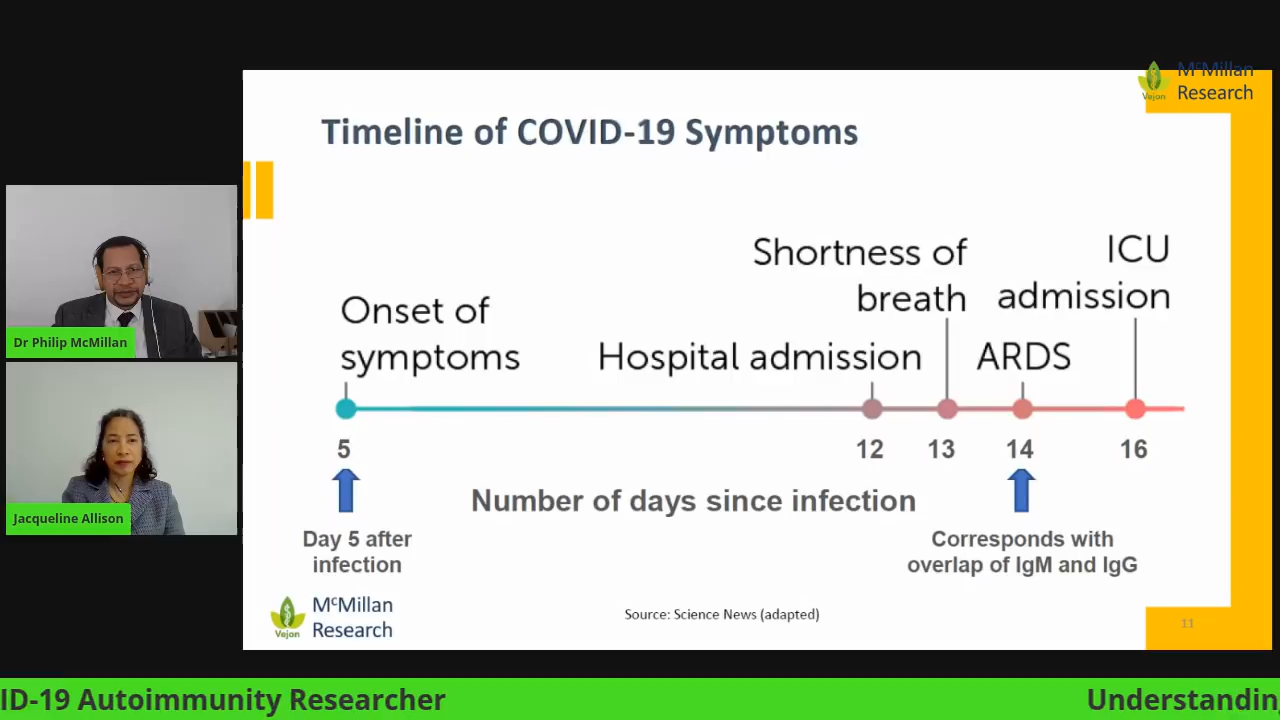 McMillan
Research
Vejon
Timeline of COVID-19 Symptoms
Onset of
symptoms
Hospital admission
Shortness of
breath
ARDS
ICU
admission
5
12
13
14
16
Number of days since infection
Day 5 after
infection
Corresponds with
overlap of IgM and IgG
Vejon
McMillan
Research
Source: Science News (adapted)
11
Dr Philip McMillan
Jacqueline Allison
ID-19 Autoimmunity Researcher
Understandin